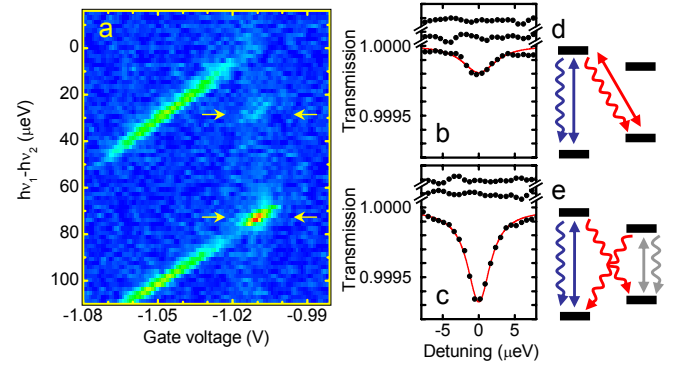 a
0
20
40
60
80
100
hν₁-hν₂ (μeV)
-1.08 -1.05 -1.02 -0.99
Gate voltage (V)
b
1.0000
0.9995
Transmission
c
1.0000
0.9995
Transmission
-5 0 5
Detuning (μeV)
d
e